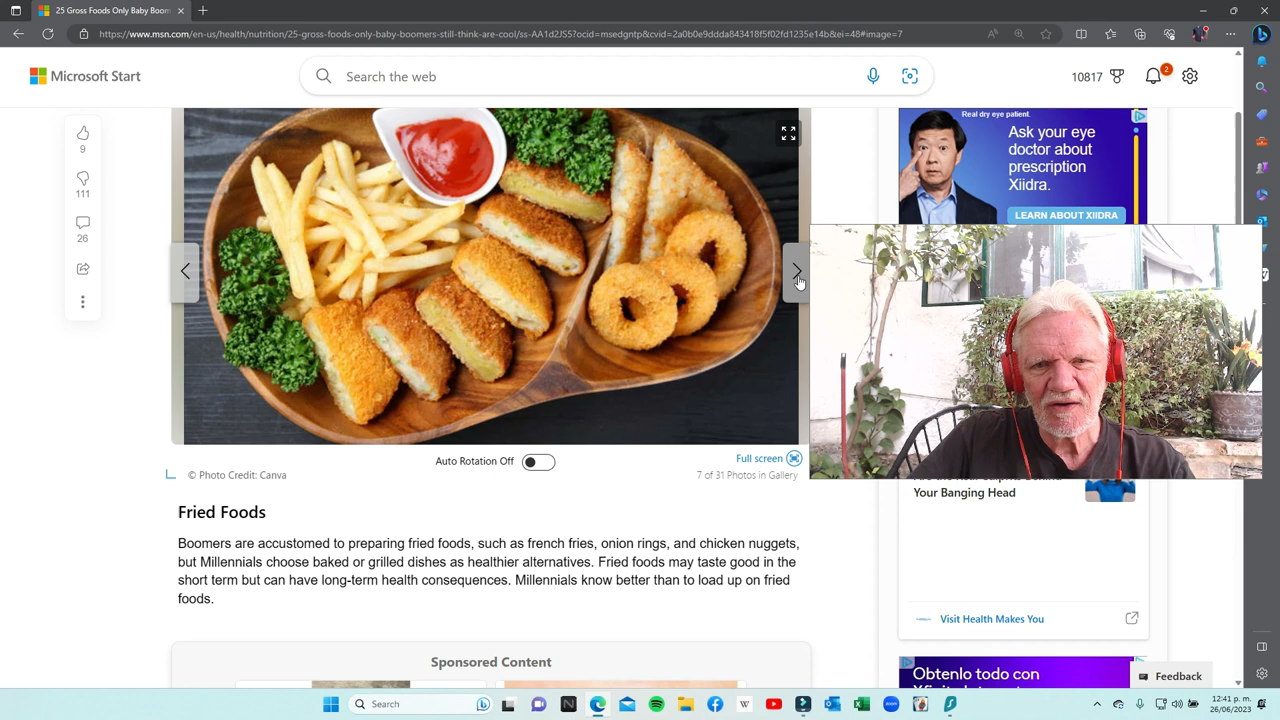 25 Gross Foods Only Baby Boom
https://www.msn.com/en-us/health/nutrition/25-gross-foods-only-baby-boomers-still-think-are-cool/ss-AA1d2JS5?ocid=msedgntp&cvid=2a0b0e9ddda843418f5f02fd1235e14b&ei=48#image=7
Microsoft Start
Search the web
10817
2
9
111
26
Real dry eye patient.
Ask your eye
doctor about
prescription
Xiidra.
LEARN ABOUT XIIDRA
Auto Rotation Off
Full screen
© Photo Credit: Canva
7 of 31 Photos in Gallery
Your Banging Head
Fried Foods
Boomers are accustomed to preparing fried foods, such as french fries, onion rings, and chicken nuggets,
but Millennials choose baked or grilled dishes as healthier alternatives. Fried foods may taste good in the
short term but can have long-term health consequences. Millennials know better than to load up on fried
foods.
Visit Health Makes You
Sponsored Content
Obtenlo todo con
Feedback
Search
12:41 p. m.
26/06/2023